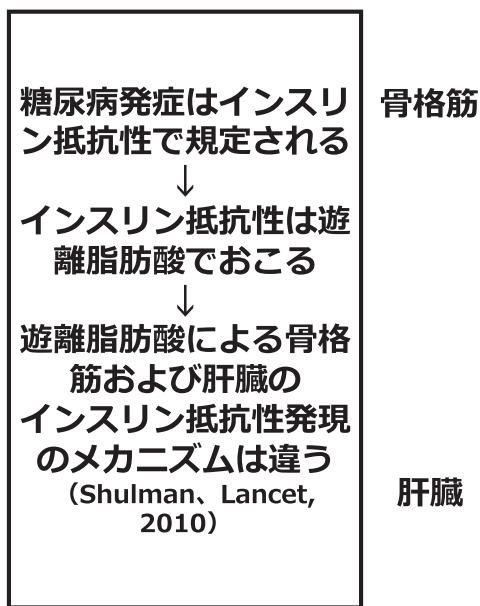 糖尿病発症はインスリ
ン抵抗性で規定される
↓
インスリン抵抗性は遊
離脂肪酸でおこる
↓
遊離脂肪酸による骨格
筋および肝臓の
インスリン抵抗性発現
のメカニズムは違う
（Shulman、Lancet,
2010）
骨格筋
肝臓